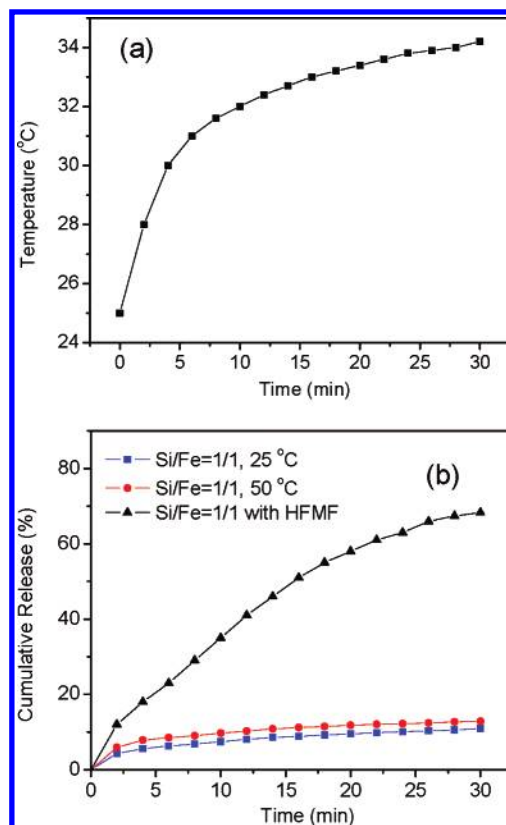 (a)
34
32
30
28
26
24
Temperature (°C)
0 5 10 15 20 25 30
Time (min)
Si/Fe=1/1, 25 °C
Si/Fe=1/1, 50 °C
Si/Fe=1/1 with HFMF
(b)
80
60
40
20
0
Cumulative Release (%)
0 5 10 15 20 25 30
Time (min)